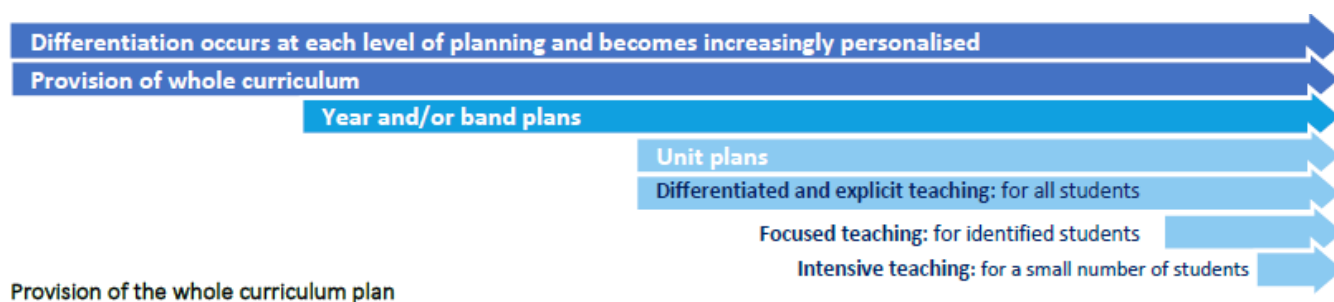 Differentiation occurs at each level of planning and becomes increasingly personalised
Provision of whole curriculum
Year and/or band plans
Unit plans
Differentiated and explicit teaching: for all students
Focused teaching: for identified students
Intensive teaching: for a small number of students
Provision of the whole curriculum plan